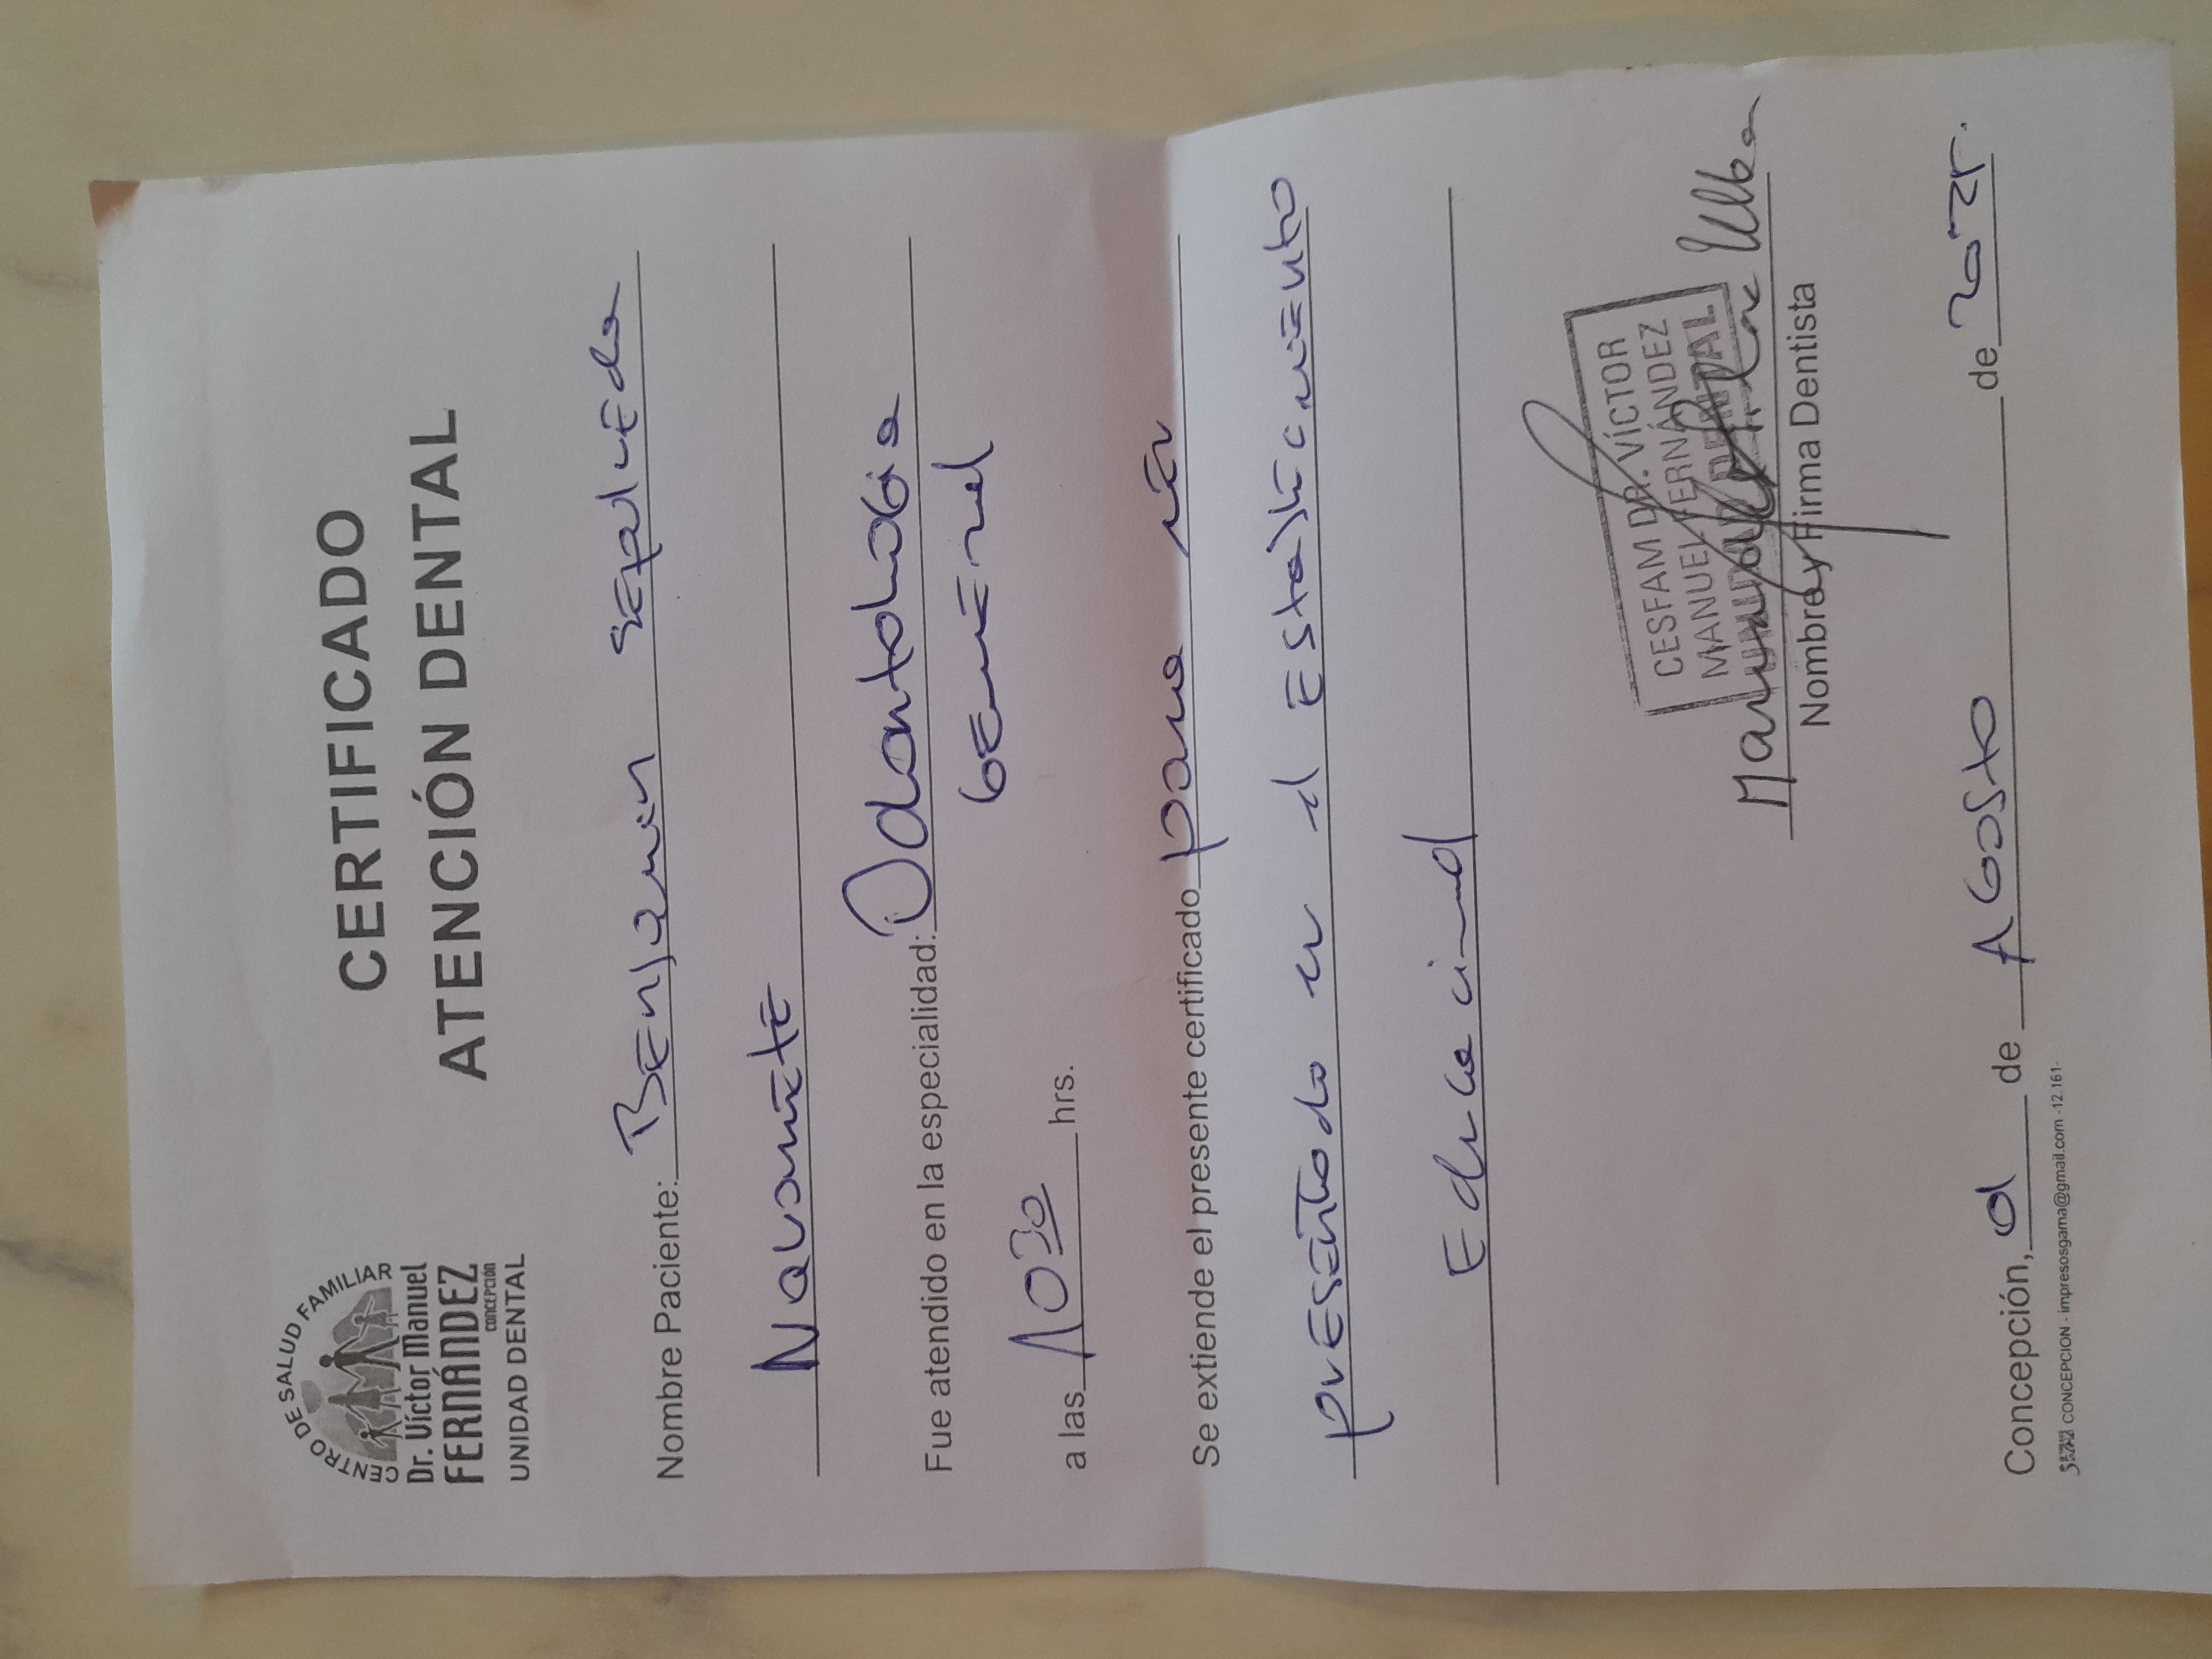 CENTRO DE SALUD FAMILIAR
Dr. Víctor Manuel
FERNÁNDEZ
CONCEPCIÓN
UNIDAD DENTAL
CERTIFICADO
ATENCIÓN DENTAL
Nombre Paciente: Benjamin Sepulveda
Navarrete
Fue atendido en la especialidad: Odontologia
General
a las 10 30 hrs.
Se extiende el presente certificado para ser
presentado en el Establecimiento
Educacional
CESFAM DR. VÍCTOR
MANUEL FERNÁNDEZ
UNIDAD DENTAL
Nombre y Firma Dentista
Concepción, de Agosto de
CONCEPCION - impresosgama@gmail.com -12.161-